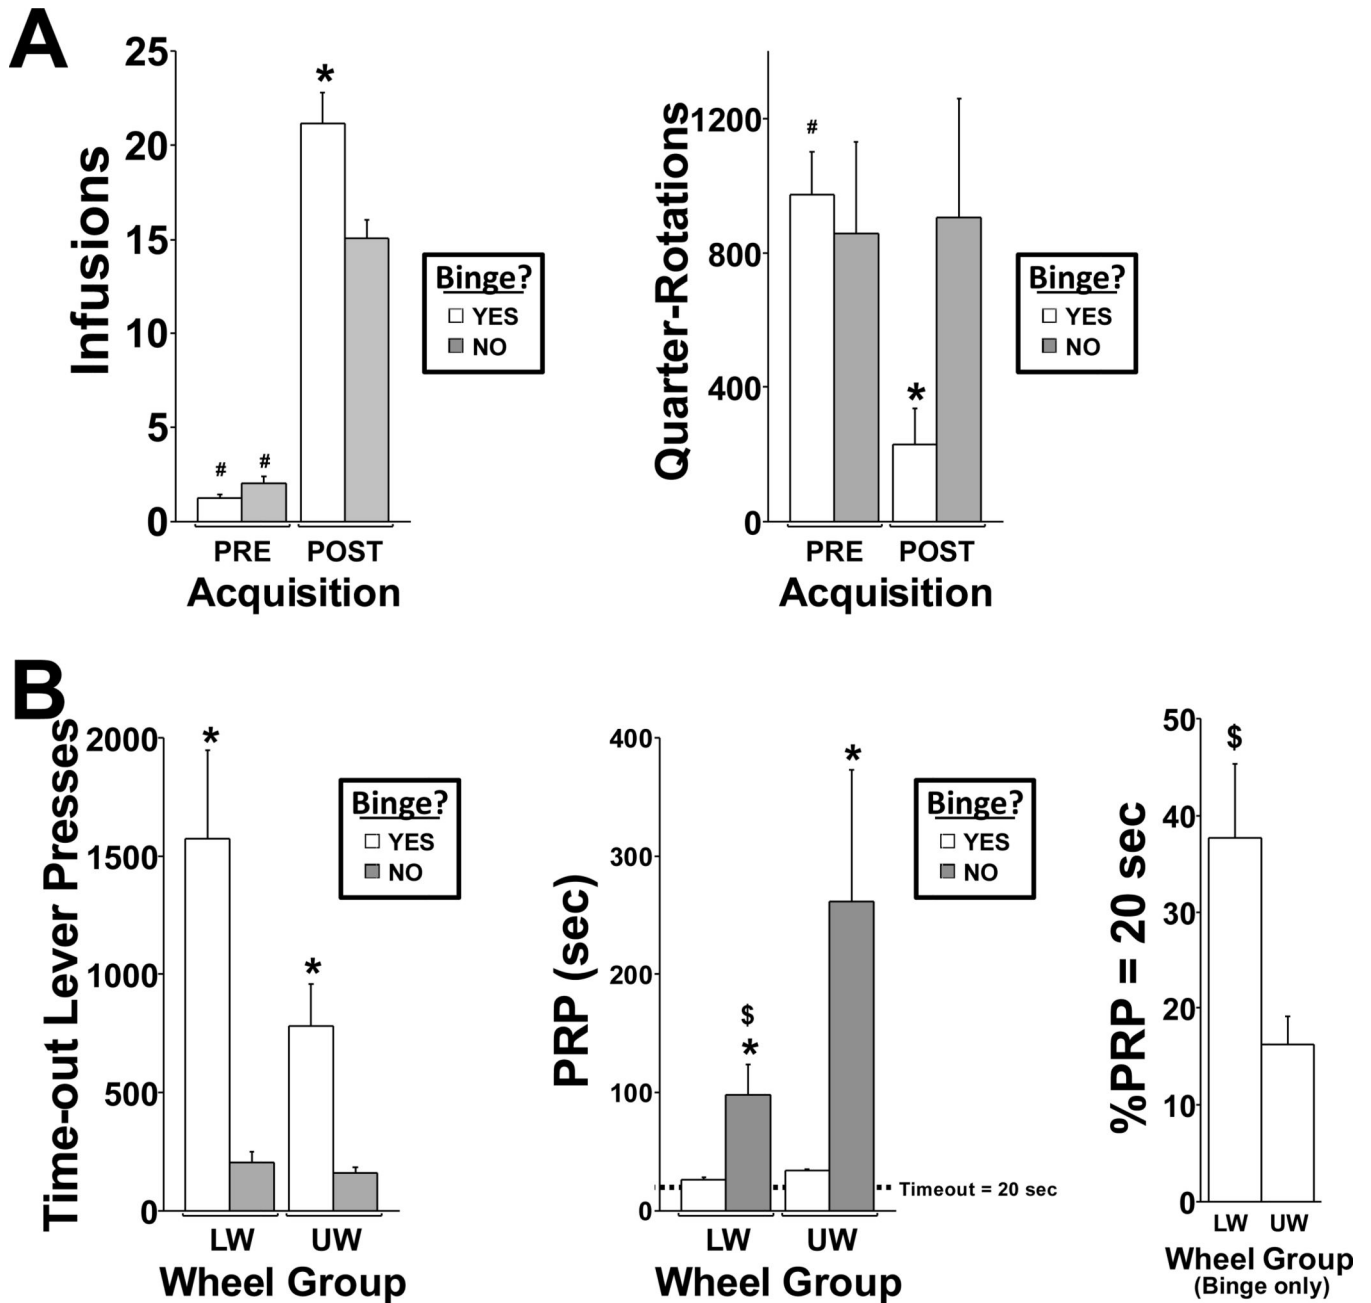 A
Infusions
25
20
15
10
5
0
*
# #
PRE POST
Acquisition
Binge?
YES
NO
Quarter-Rotations
1200
800
400
0
#
*
PRE POST
Acquisition
Binge?
YES
NO
B
Time-out Lever Presses
2000
1500
1000
500
0
*
*
LW UW
Wheel Group
Binge?
YES
NO
PRP (sec)
400
300
200
100
0
$
*
*
Timeout = 20 sec
LW UW
Wheel Group
Binge?
YES
NO
%PRP = 20 sec
50
40
30
20
10
0
$
LW UW
Wheel Group
(Binge only)